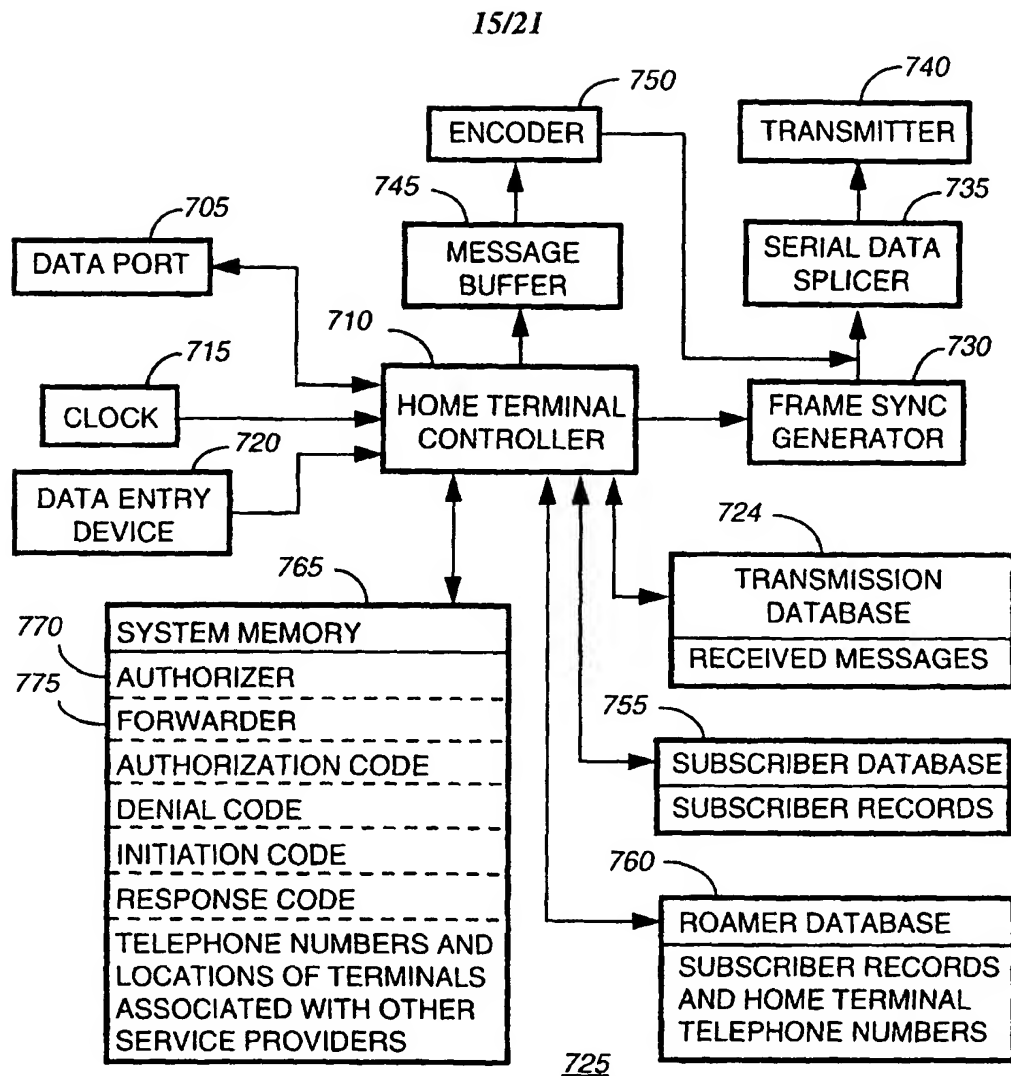 15/21
750
ENCODER
740
TRANSMITTER
745
MESSAGE
BUFFER
735
SERIAL DATA
SPLICER
705
DATA PORT
710
HOME TERMINAL
CONTROLLER
730
FRAME SYNC
GENERATOR
715
CLOCK
720
DATA ENTRY
DEVICE
724
TRANSMISSION
DATABASE
RECEIVED MESSAGES
765
SYSTEM MEMORY
770
AUTHORIZER
775
FORWARDER
AUTHORIZATION CODE
DENIAL CODE
INITIATION CODE
RESPONSE CODE
TELEPHONE NUMBERS AND
LOCATIONS OF TERMINALS
ASSOCIATED WITH OTHER
SERVICE PROVIDERS
755
SUBSCRIBER DATABASE
SUBSCRIBER RECORDS
760
ROAMER DATABASE
SUBSCRIBER RECORDS
AND HOME TERMINAL
TELEPHONE NUMBERS
725